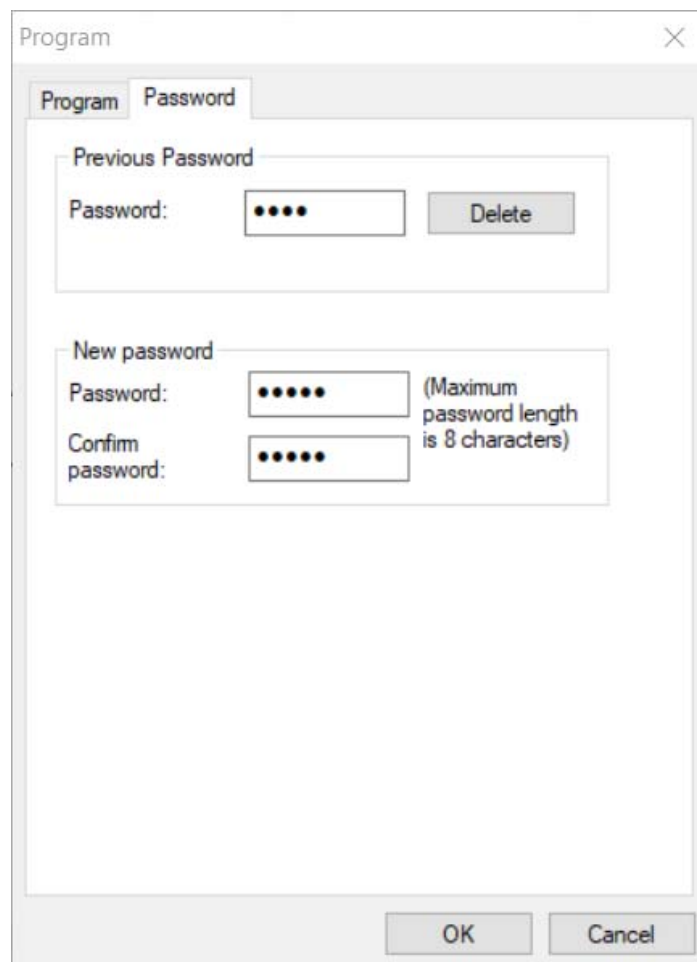 Program
Program
Password
Previous Password
Password:
••••
Delete
New password
Password:
•••••
(Maximum
password length
is 8 characters)
Confirm
password:
•••••
OK
Cancel